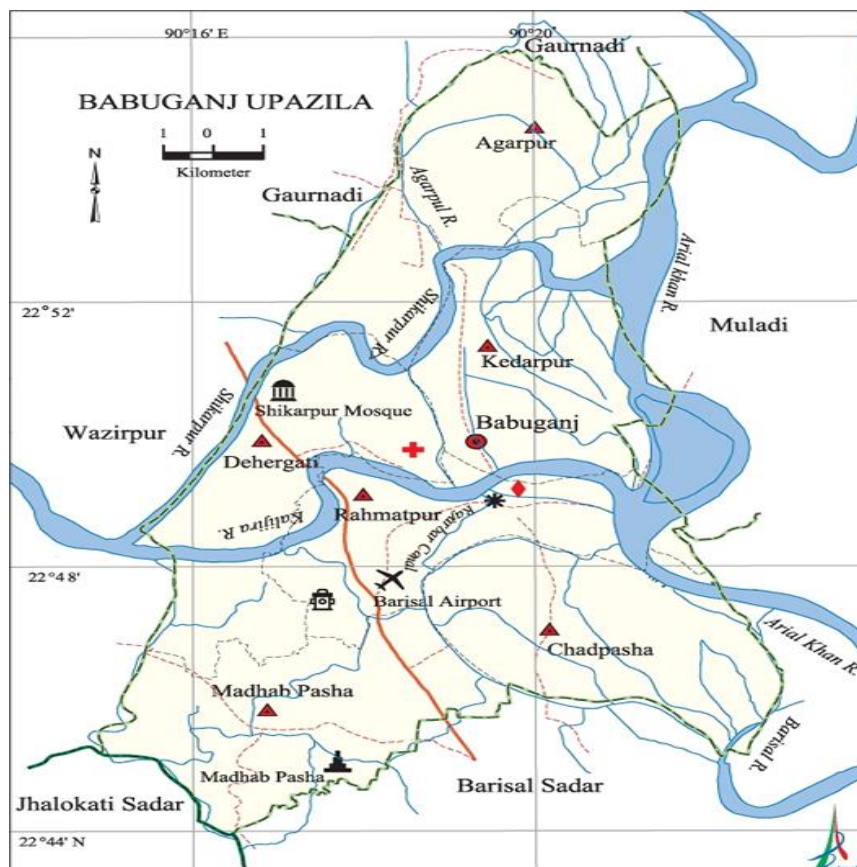 90°16' E
90°20'
Gaurnadi
BABUGANJ UPAZILA
1 0 1
Kilometer
N
Agarpur
Gaurnadi
Agarpul R.
Arial khan R.
22°52'
Shikarpur R.
Muladi
Kedarpur
Shikarpur R.
Shikarpur Mosque
Wazirpur
Babuganj
Dehergati
Rahmatpur
Kalijira R.
Kaarbar Canal
22°48'
Barisal Airport
Arial Khan R.
Chadpasha
Madhab Pasha
Barisal R.
Madhab Pasha
Barisal Sadar
Jhalokati Sadar
22°44' N